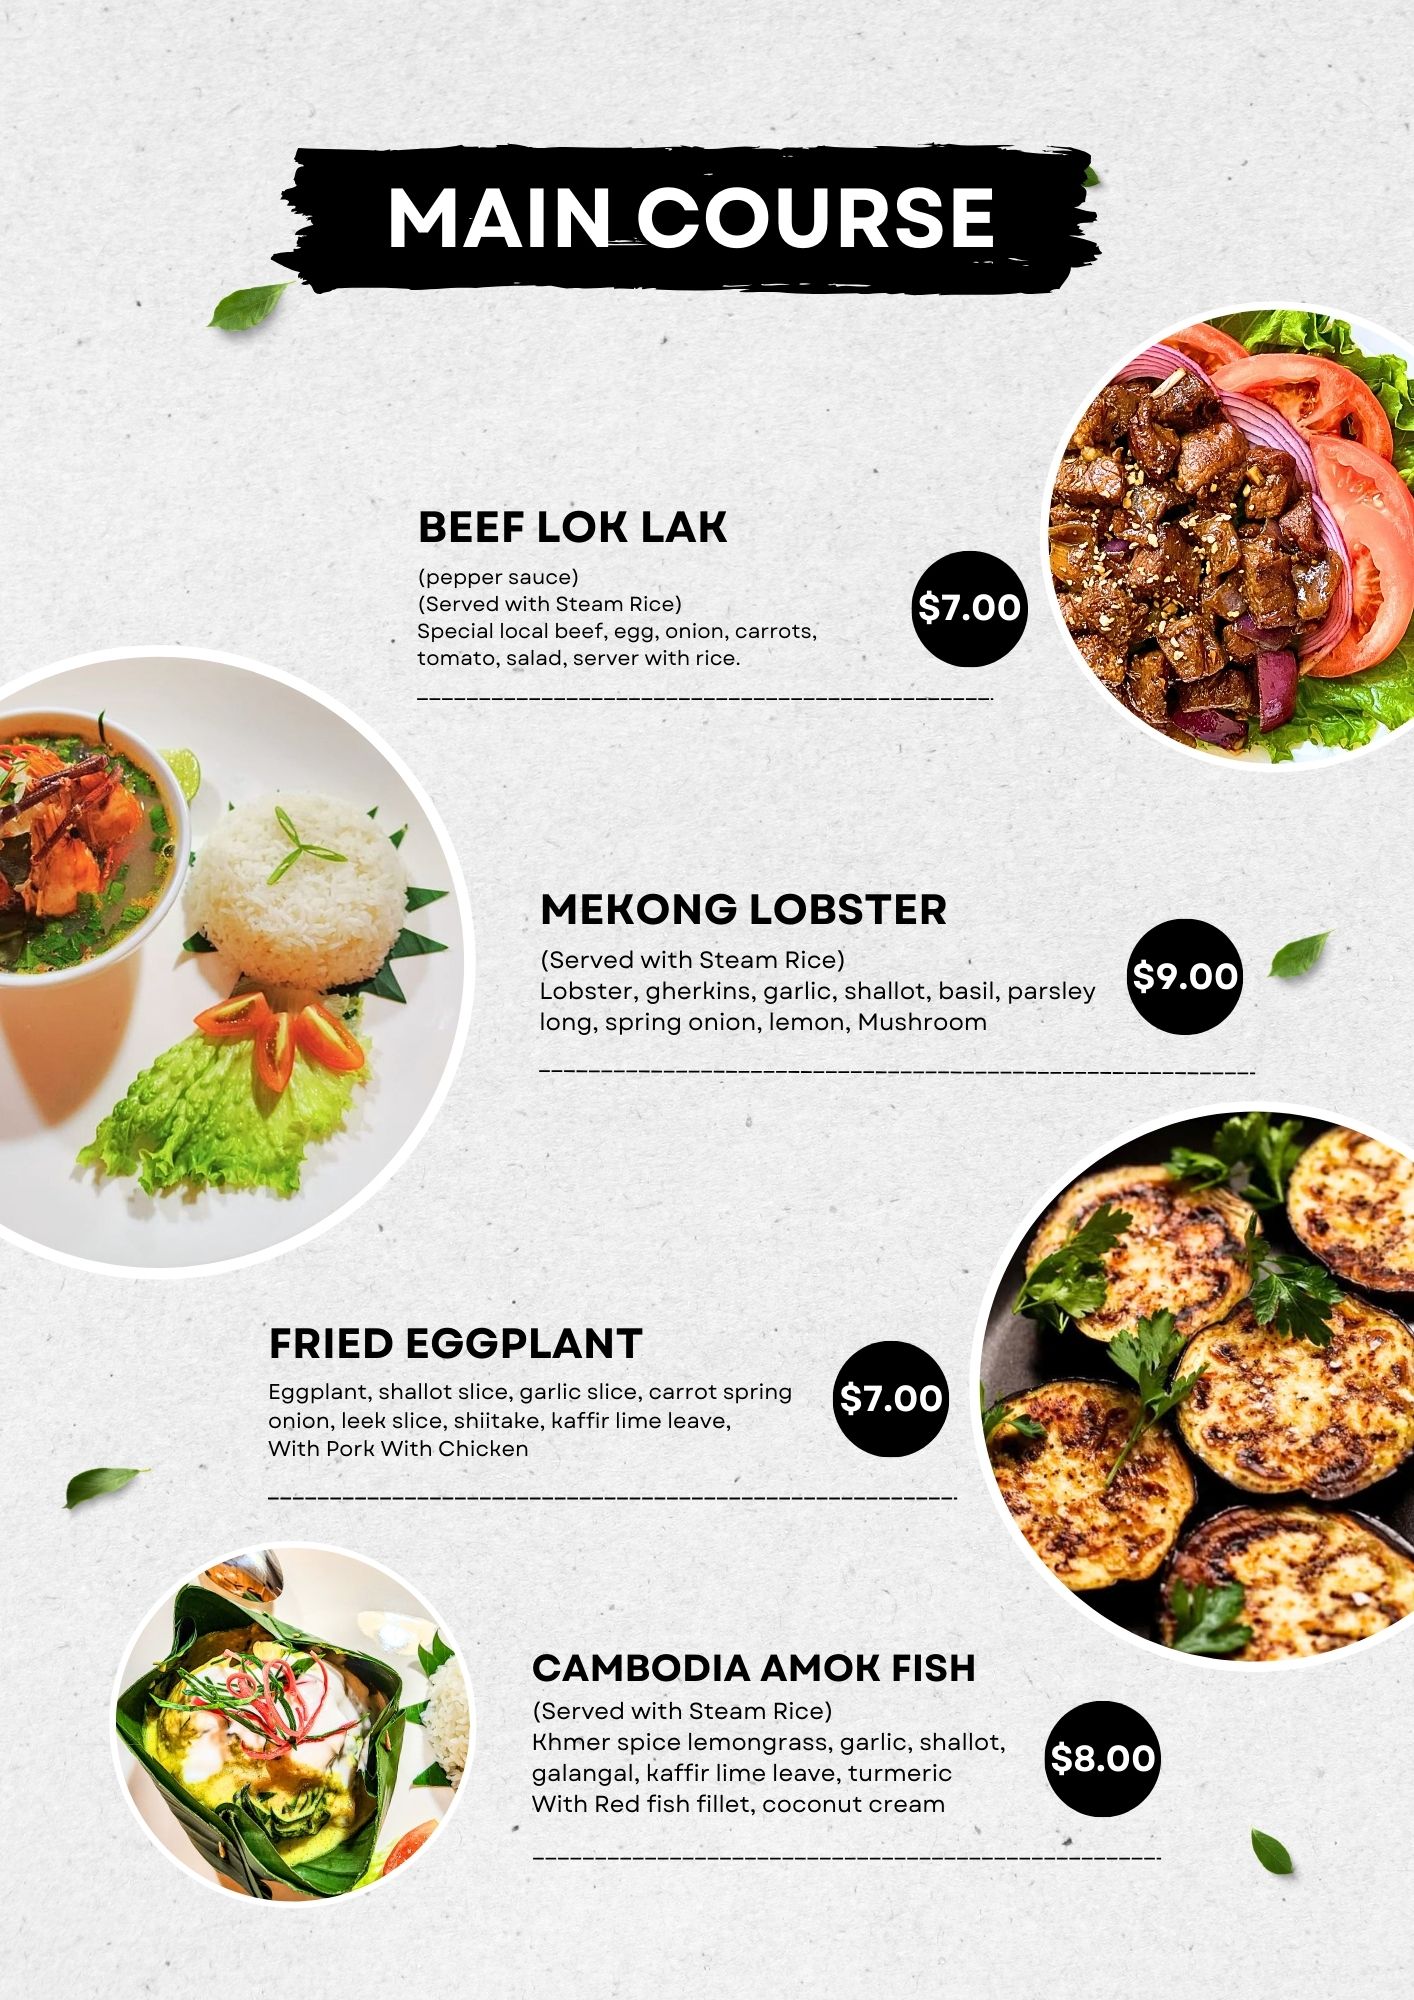 MAIN COURSE
BEEF LOK LAK
(pepper sauce)
(Served with Steam Rice)
Special local beef, egg, onion, carrots,
tomato, salad, server with rice.
$7.00
MEKONG LOBSTER
(Served with Steam Rice)
Lobster, gherkins, garlic, shallot, basil, parsley
long, spring onion, lemon, Mushroom
$9.00
FRIED EGGPLANT
Eggplant, shallot slice, garlic slice, carrot spring
onion, leek slice, shiitake, kaffir lime leave,
With Pork With Chicken
$7.00
CAMBODIA AMOK FISH
(Served with Steam Rice)
Khmer spice lemongrass, garlic, shallot,
galangal, kaffir lime leave, turmeric
With Red fish fillet, coconut cream
$8.00